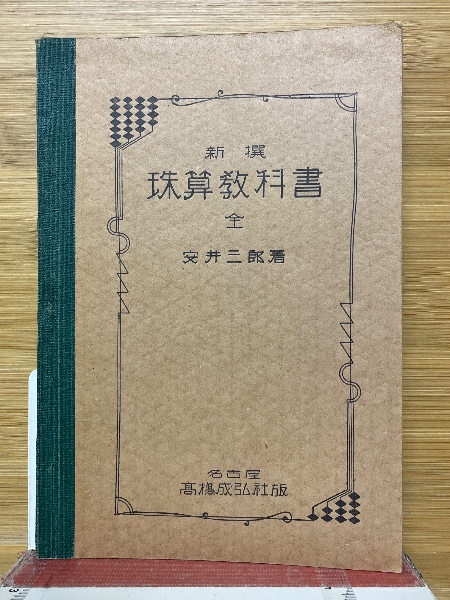 新撰
珠算教科書
全
安井三郎著
名古屋
髙橋成弘社版